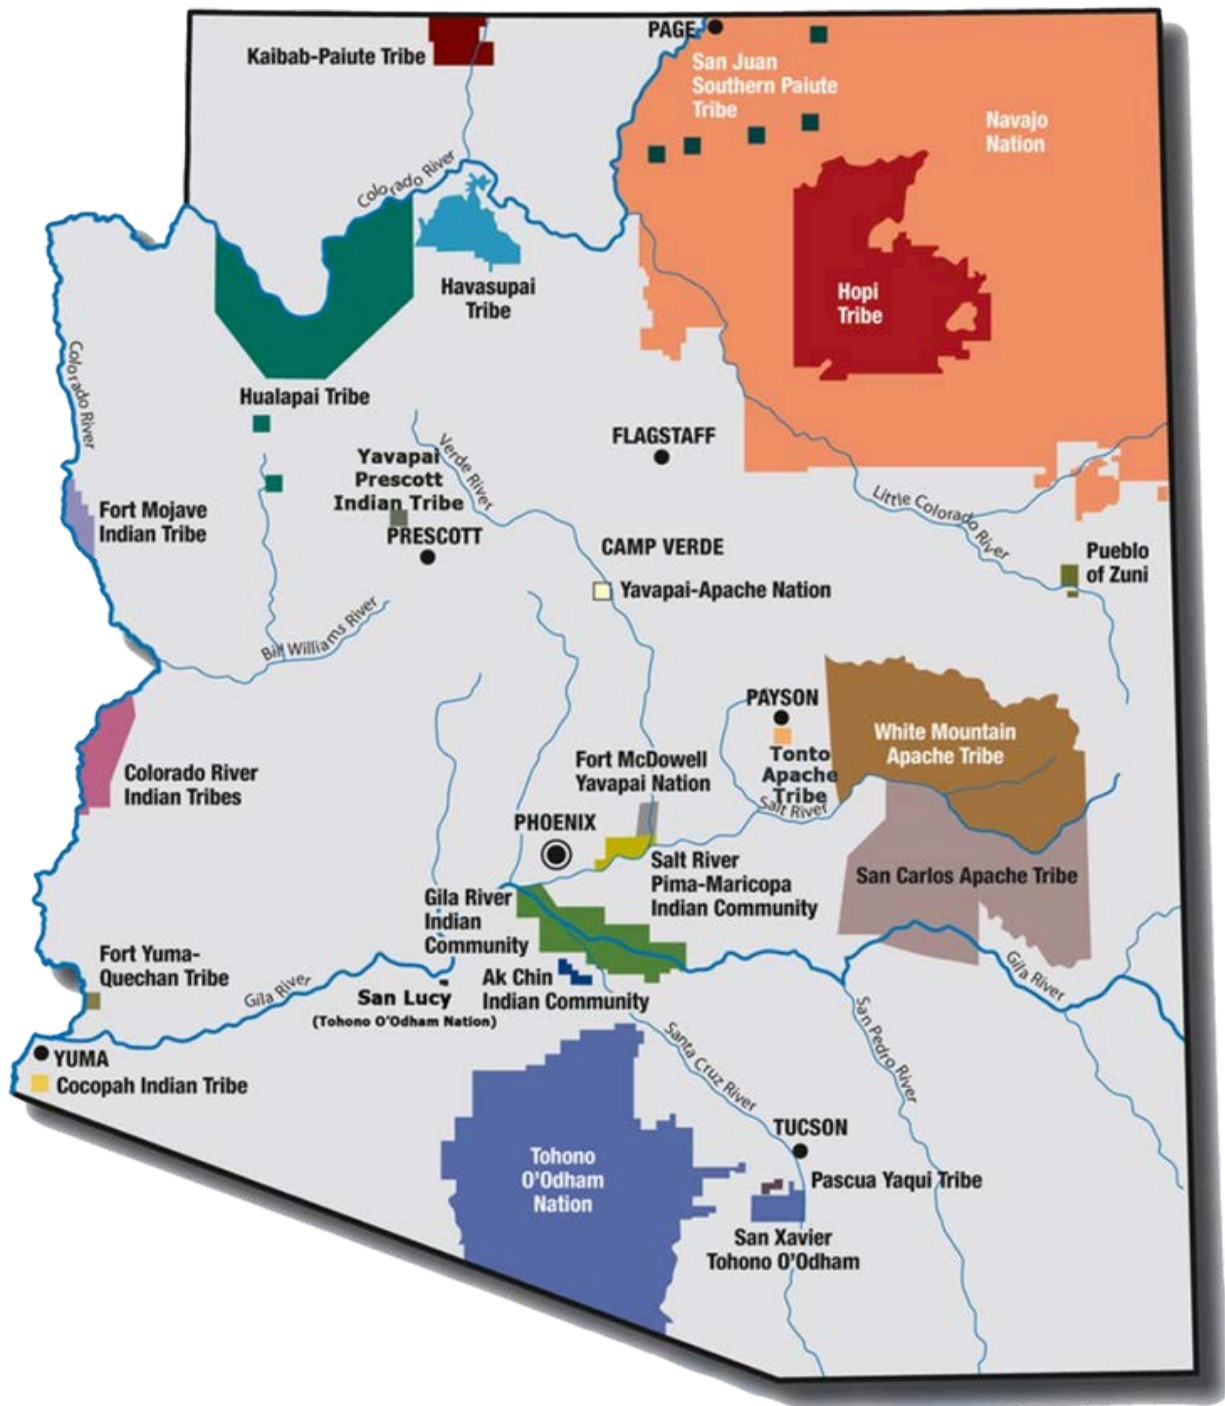 PAGE
Kaibab-Paiute Tribe
San Juan
Southern Paiute
Tribe
Navajo
Nation
Colorado River
Havasupai
Tribe
Hopi
Tribe
Colorado River
Hualapai Tribe
FLAGSTAFF
Verde River
Yavapai
Prescott
Indian Tribe
PRESCOTT
Fort Mojave
Indian Tribe
Little Colorado River
CAMP VERDE
Yavapai-Apache Nation
Pueblo
of Zuni
Bill Williams River
PAYSON
Tonto
Apache
Tribe
White Mountain
Apache Tribe
Colorado River
Indian Tribes
Fort McDowell
Yavapai Nation
Salt River
PHOENIX
Salt River
Pima-Maricopa
Indian Community
San Carlos Apache Tribe
Gila River
Indian
Community
Fort Yuma-
Quechan Tribe
Gila River
San Lucy
(Tohono O'Odham Nation)
Ak Chin
Indian Community
Gila River
San Pedro River
Santa Cruz River
YUMA
Cocopah Indian Tribe
TUCSON
Tohono
O'Odham
Nation
Pascua Yaqui Tribe
San Xavier
Tohono O'Odham